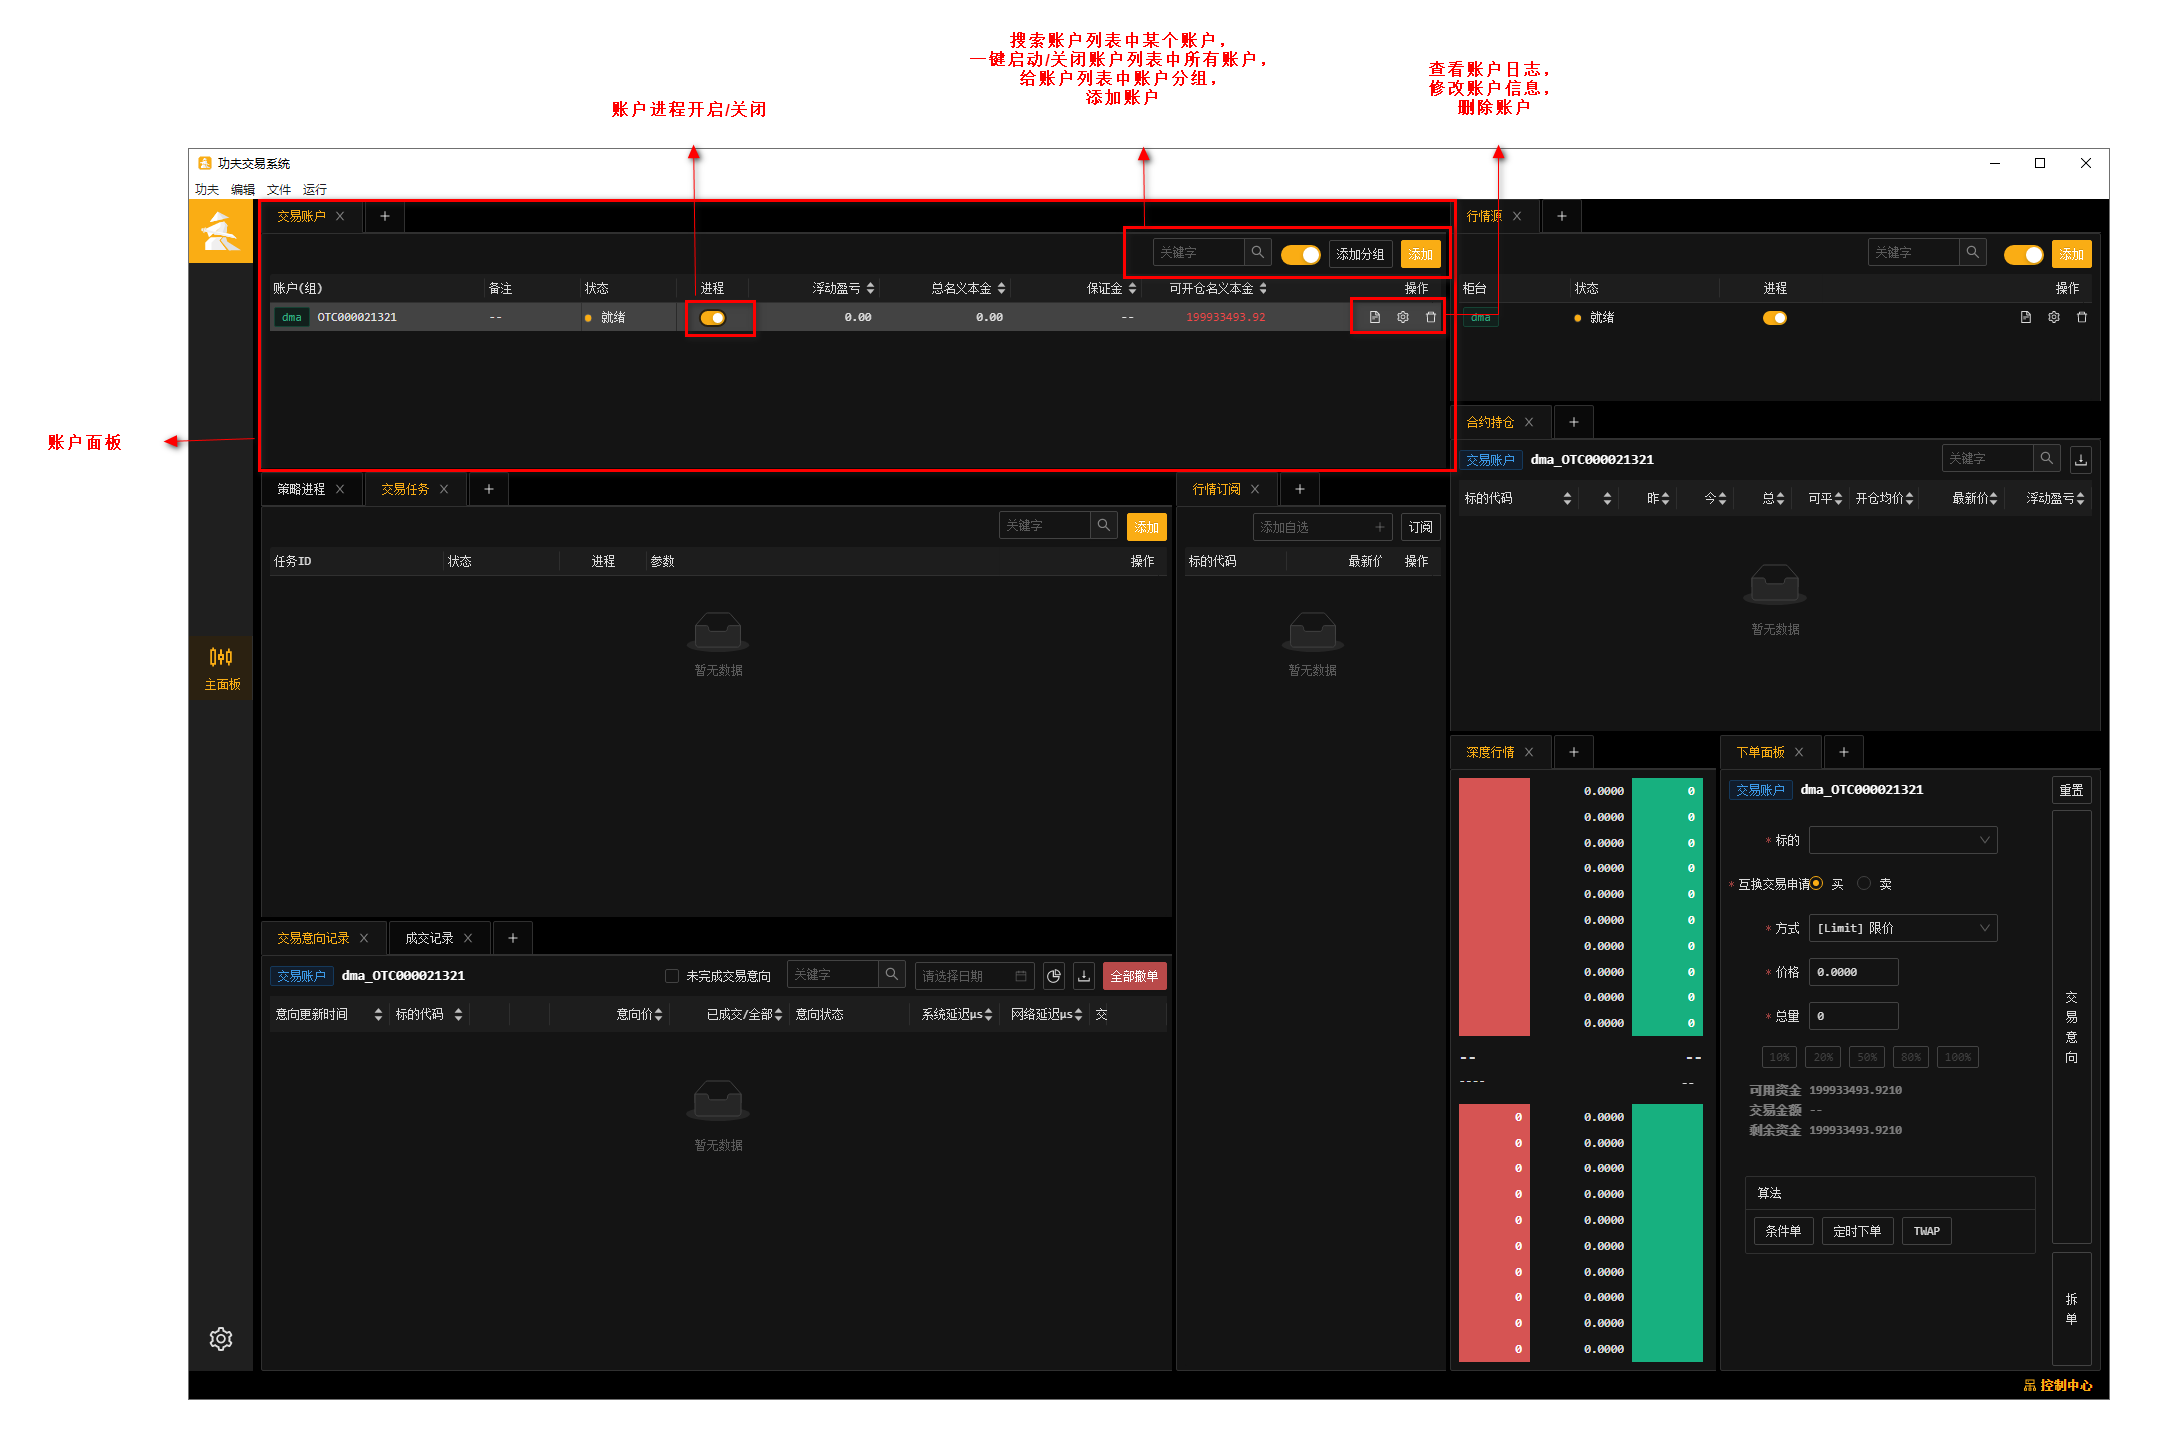 搜索账户列表中某个账户，
一键启动/关闭账户列表中所有账户，
给账户列表中账户分组，
添加账户
查看账户日志，
修改账户信息，
删除账户
账户进程开启/关闭
账户面板
功夫交易系统
功夫 编辑 文件 运行
交易账户
关键字 添加分组 添加
账户(组) 备注 状态 进程 浮动盈亏 总名义本金 保证金 可开仓名义本金 操作
dma OTC000021321 -- 就绪 0.00 0.00 -- 199933493.92
行情源
关键字 添加
柜台 状态 进程 操作
dma 就绪
合约持仓
交易账户 dma_OTC000021321 关键字
标的代码 昨 今 总 可平 开仓均价 最新价 浮动盈亏
暂无数据
主面板
策略进程 交易任务
关键字 添加
任务ID 状态 进程 参数 操作
暂无数据
行情订阅
添加自选 订阅
标的代码 最新价 操作
暂无数据
交易意向记录 成交记录
交易账户 dma_OTC000021321 未完成交易意向 关键字 请选择日期 全部撤单
意向更新时间 标的代码 意向价 已成交/全部 意向状态 系统延迟μs 网络延迟μs 交
暂无数据
深度行情
0.0000 0
0.0000 0
0.0000 0
0.0000 0
0.0000 0
0.0000 0
0.0000 0
0.0000 0
0.0000 0
0.0000 0
-- --
---- --
0 0.0000
0 0.0000
0 0.0000
0 0.0000
0 0.0000
0 0.0000
0 0.0000
0 0.0000
0 0.0000
0 0.0000
下单面板
交易账户 dma_OTC000021321 重置
* 标的
* 互换交易申请 买 卖
* 方式 [Limit] 限价
* 价格 0.0000
* 总量 0
10% 20% 50% 80% 100%
可用资金 199933493.9210
交易金额 --
剩余资金 199933493.9210
算法
条件单 定时下单 TWAP
交易意向
拆单
控制中心